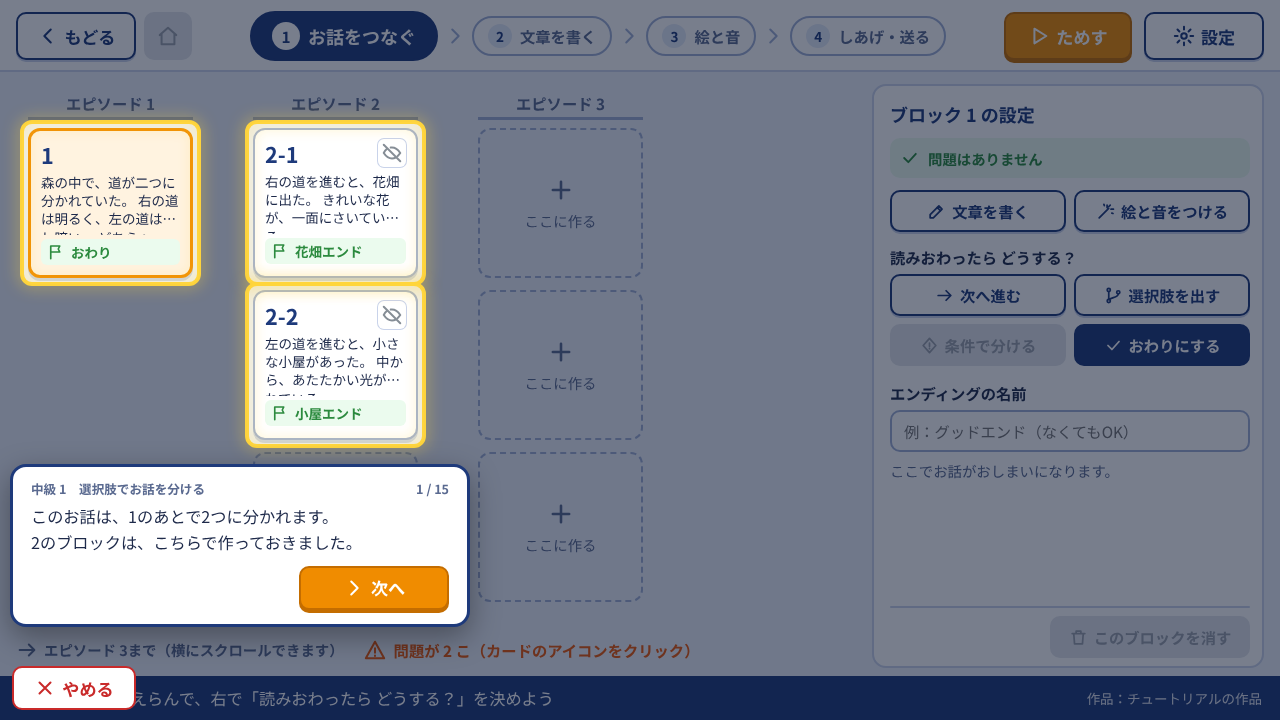 もどる
1 お話をつなぐ
2 文章を書く
3 絵と音
4 しあげ・送る
ためす
設定
エピソード 1
エピソード 2
エピソード 3
1
森の中で、道が二つに
分かれていた。 右の道
は明るく、左の道は…
おわり
2-1
右の道を進むと、花畑
に出た。 きれいな花
が、一面にさいてい…
花畑エンド
2-2
左の道を進むと、小さ
な小屋があった。 中か
ら、あたたかい光が…
小屋エンド
ここに作る
ここに作る
ここに作る
中級 1 選択肢でお話を分ける
1 / 15
このお話は、1のあとで2つに分かれます。
2のブロックは、こちらで作っておきました。
次へ
エピソード 3まで（横にスクロールできます）
問題が 2 こ（カードのアイコンをクリック）
やめる
えらんで、右で「読みおわったら どうする？」を決めよう
作品：チュートリアルの作品
ブロック 1 の設定
問題はありません
文章を書く
絵と音をつける
読みおわったら どうする？
次へ進む
選択肢を出す
条件で分ける
おわりにする
エンディングの名前
例：グッドエンド（なくてもOK）
ここでお話がおしまいになります。
このブロックを消す